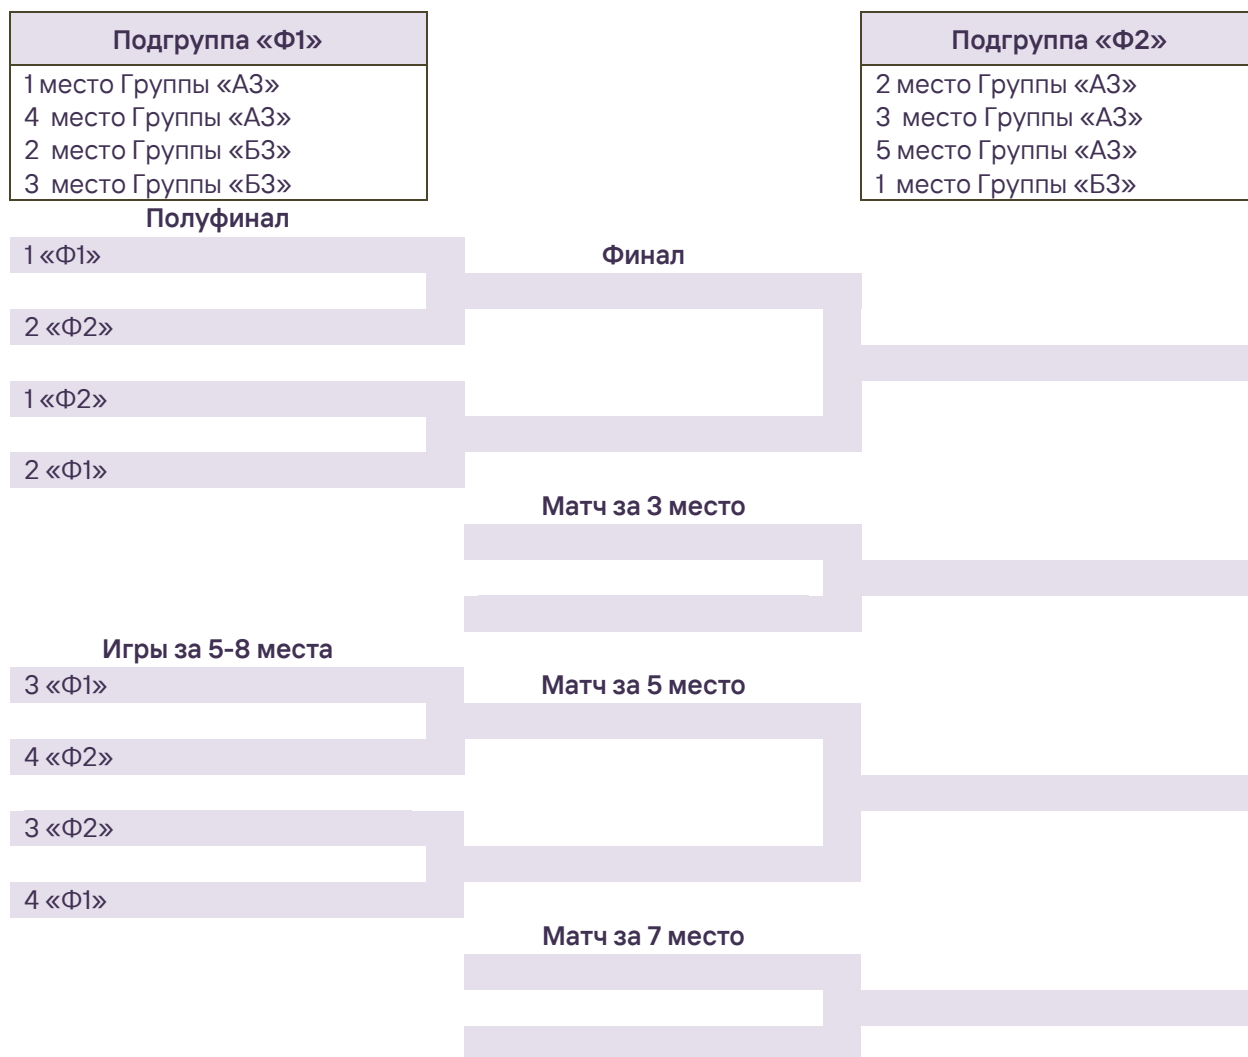 Подгруппа «Ф1»
1 место Группы «А3»
4 место Группы «А3»
2 место Группы «Б3»
3 место Группы «Б3»
Подгруппа «Ф2»
2 место Группы «А3»
3 место Группы «А3»
5 место Группы «А3»
1 место Группы «Б3»
Полуфинал
1 «Ф1»
Финал
2 «Ф2»
1 «Ф2»
2 «Ф1»
Матч за 3 место
Игры за 5-8 места
3 «Ф1»
Матч за 5 место
4 «Ф2»
3 «Ф2»
4 «Ф1»
Матч за 7 место